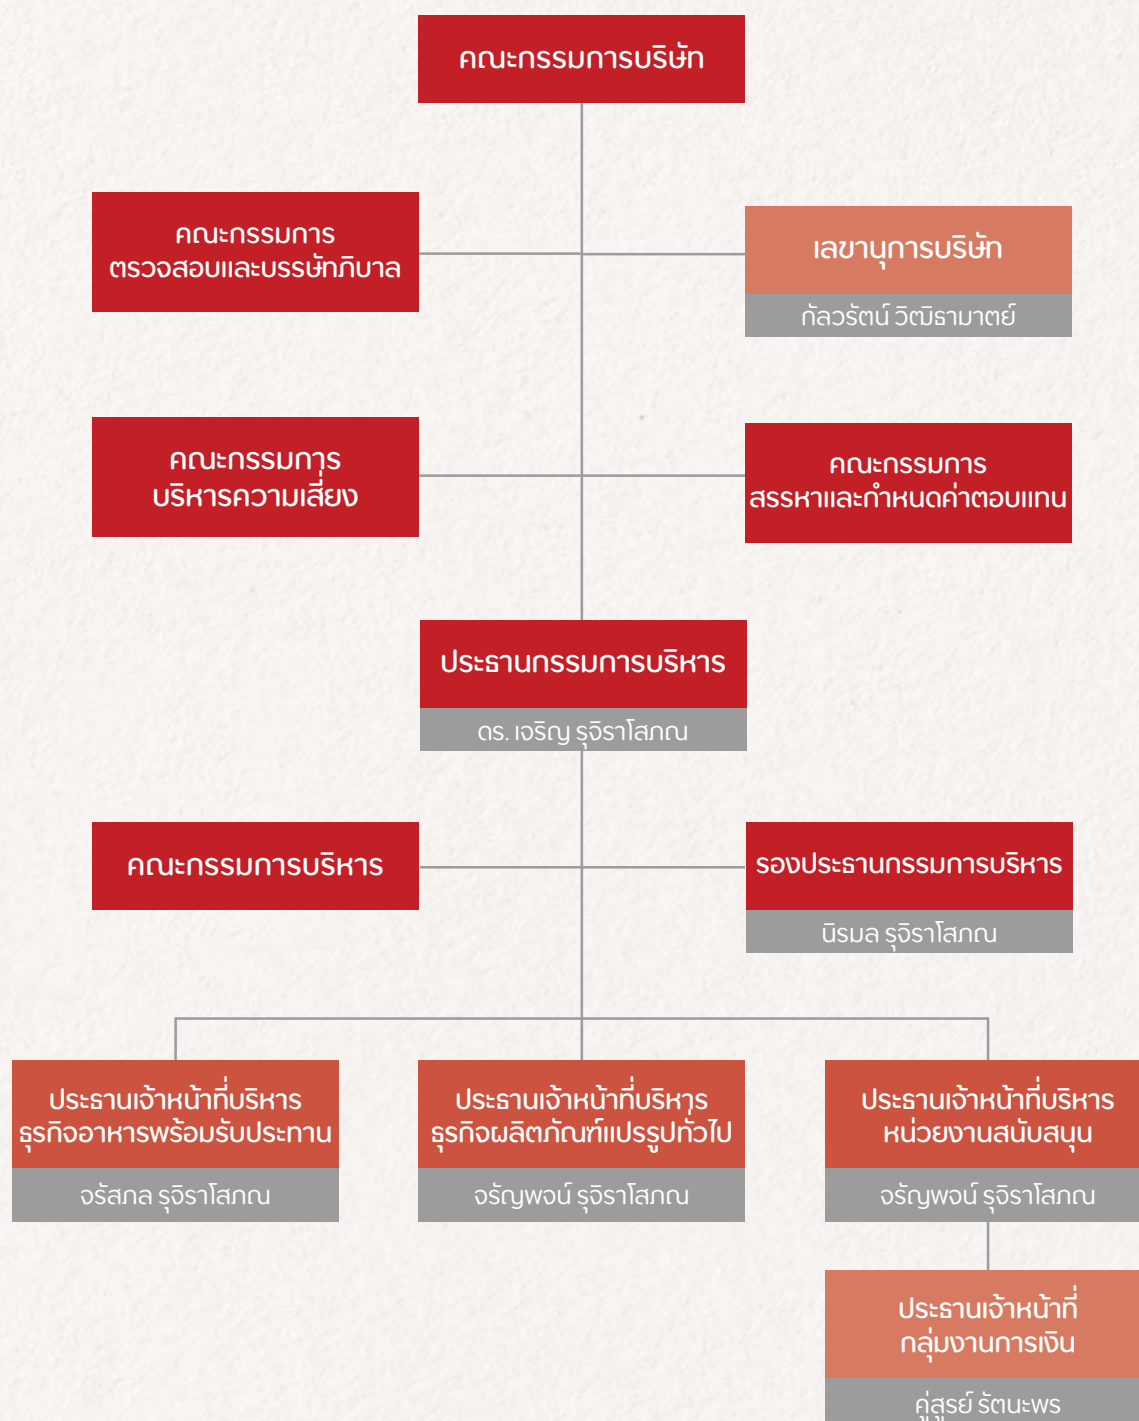 คณะกรรมการบริษัท
คณะกรรมการ
ตรวจสอบและบรรษัทภิบาล
เลขานุการบริษัท
กัลวรัตน์ วิฒิธามาตย์
คณะกรรมการ
บริหารความเสี่ยง
คณะกรรมการ
สรรหาและกำหนดค่าตอบแทน
ประธานกรรมการบริหาร
ดร. เจริญ รุจิราโสภณ
คณะกรรมการบริหาร
รองประธานกรรมการบริหาร
นิรมล รุจิราโสภณ
ประธานเจ้าหน้าที่บริหาร
ธุรกิจอาหารพร้อมรับประทาน
จรัสภล รุจิราโสภณ
ประธานเจ้าหน้าที่บริหาร
ธุรกิจผลิตภัณฑ์แปรรูปทั่วไป
จรัญพจน์ รุจิราโสภณ
ประธานเจ้าหน้าที่บริหาร
หน่วยงานสนับสนุน
จรัญพจน์ รุจิราโสภณ
ประธานเจ้าหน้าที่
กลุ่มงานการเงิน
คู่สูรย์ รัตนะพร